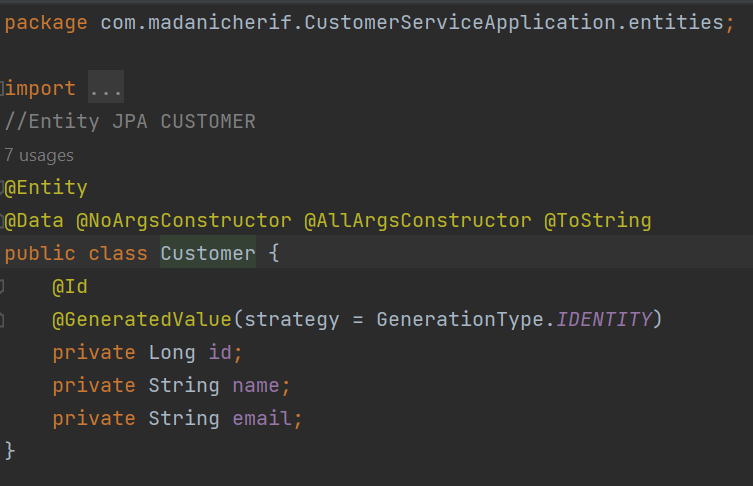 package com.madanicherif.CustomerServiceApplication.entities;
import ...
//Entity JPA CUSTOMER
7 usages
@Entity
@Data @NoArgsConstructor @AllArgsConstructor @ToString
public class Customer {
@Id
@GeneratedValue(strategy = GenerationType.IDENTITY)
private Long id;
private String name;
private String email;
}